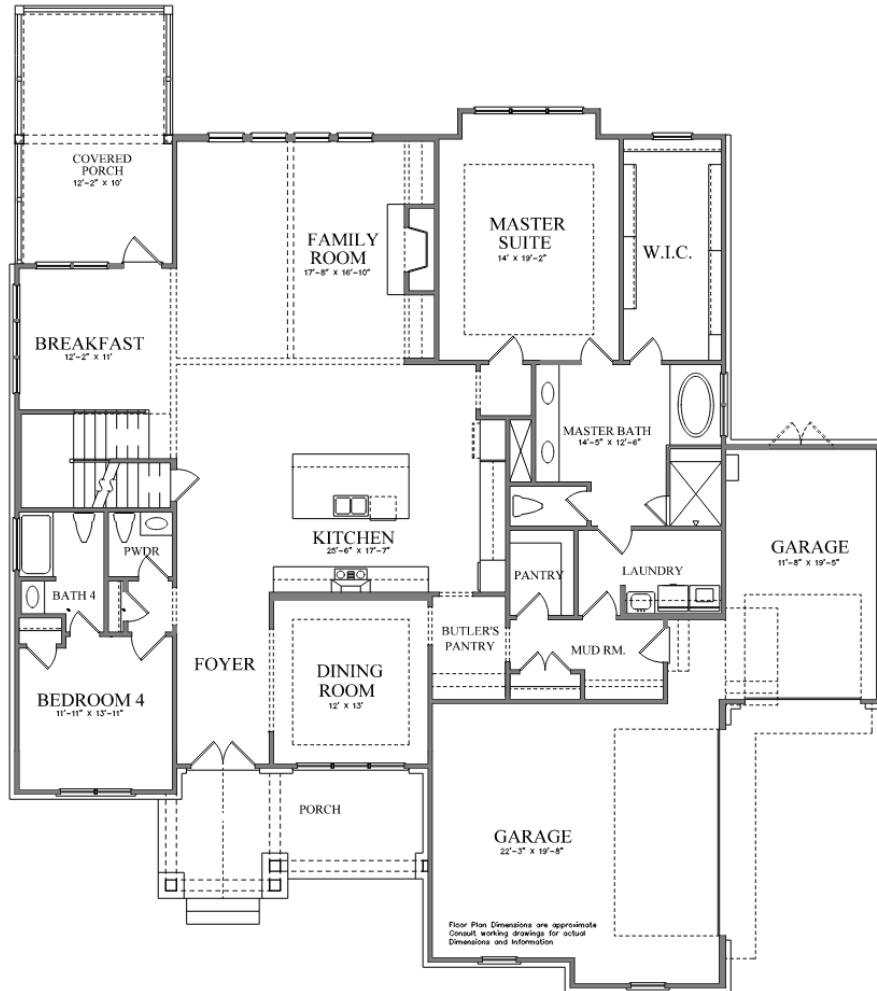 COVERED
PORCH
12'-2" X 10'
FAMILY
ROOM
17'-8" X 16'-10"
MASTER
SUITE
14' X 19'-2"
W.I.C.
BREAKFAST
12'-2" X 11'
MASTER BATH
14'-5" X 12'-6"
KITCHEN
25'-6" X 17'-7"
PWDR
BATH 4
PANTRY
LAUNDRY
GARAGE
11'-8" X 19'-5"
BUTLER'S
PANTRY
MUD RM.
FOYER
DINING
ROOM
12' X 13'
BEDROOM 4
11'-11" X 13'-11"
PORCH
GARAGE
22'-3" X 19'-8"
Floor Plan Dimensions are approximate
Consult working drawings for actual
Dimensions and Information